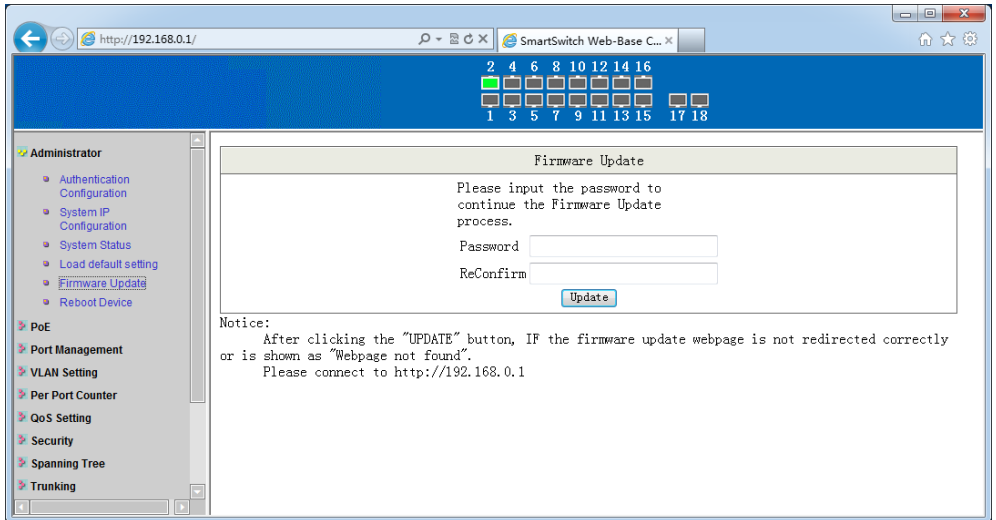 http://192.168.0.1/
SmartSwitch Web-Base C...
2 4 6 8 10 12 14 16
1 3 5 7 9 11 13 15 17 18
Administrator
Authentication
Configuration
System IP
Configuration
System Status
Load default setting
Firmware Update
Reboot Device
PoE
Port Management
VLAN Setting
Per Port Counter
QoS Setting
Security
Spanning Tree
Trunking
Firmware Update
Please input the password to
continue the Firmware Update
process.
Password
ReConfirm
Update
Notice:
After clicking the "UPDATE" button, IF the firmware update webpage is not redirected correctly
or is shown as "Webpage not found".
Please connect to http://192.168.0.1